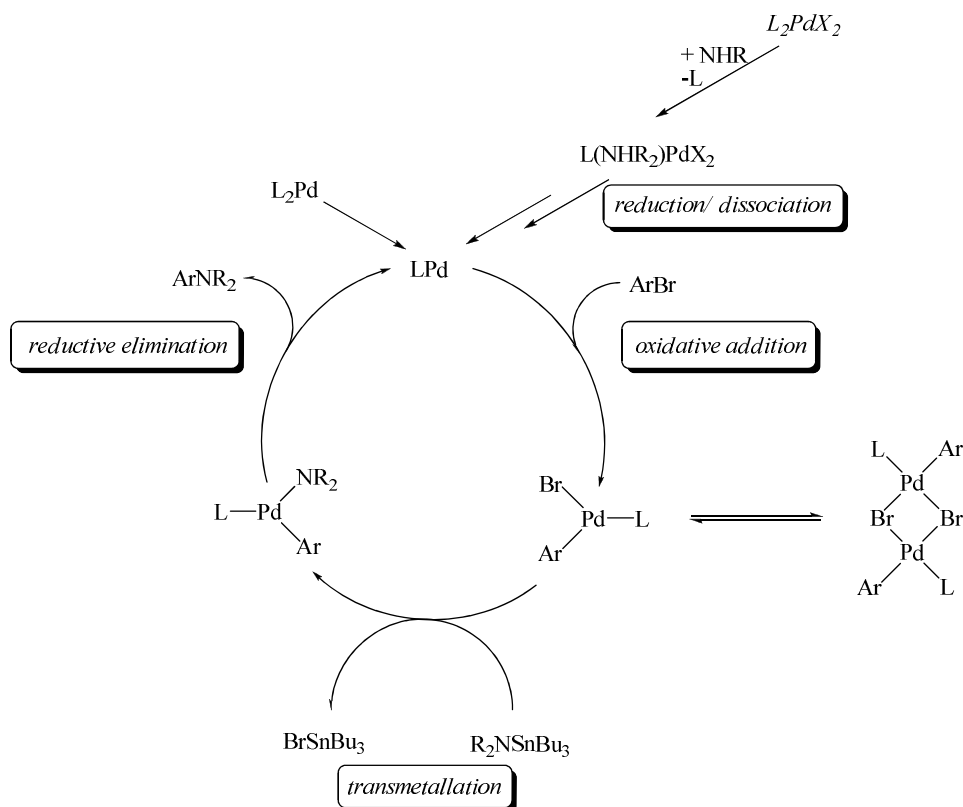 L₂PdX₂
+ NHR
-L
L(NHR₂)PdX₂
L₂Pd
reduction/ dissociation
LPd
ArNR₂
ArBr
reductive elimination
oxidative addition
L
Ar
NR₂
Br
Pd
L
Pd
Pd
L
Br
Br
Ar
Ar
Pd
Ar
L
BrSnBu₃
R₂NSnBu₃
transmetallation